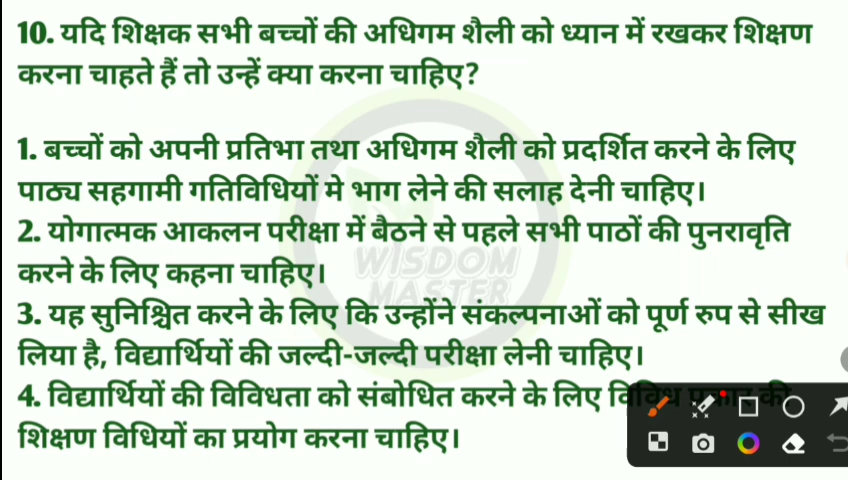 10. यदि शिक्षक सभी बच्चों की अधिगम शैली को ध्यान में रखकर शिक्षण
करना चाहते हैं तो उन्हें क्या करना चाहिए?
1. बच्चों को अपनी प्रतिभा तथा अधिगम शैली को प्रदर्शित करने के लिए
पाठ्य सहगामी गतिविधियों मे भाग लेने की सलाह देनी चाहिए।
2. योगात्मक आकलन परीक्षा में बैठने से पहले सभी पाठों की पुनरावृति
करने के लिए कहना चाहिए।
WISDOM
MASTER
3. यह सुनिश्चित करने के लिए कि उन्होंने संकल्पनाओं को पूर्ण रुप से सीख
लिया है, विद्यार्थियों की जल्दी-जल्दी परीक्षा लेनी चाहिए।
4. विद्यार्थियों की विविधता को संबोधित करने के लिए विविध प्रकार की
शिक्षण विधियों का प्रयोग करना चाहिए।